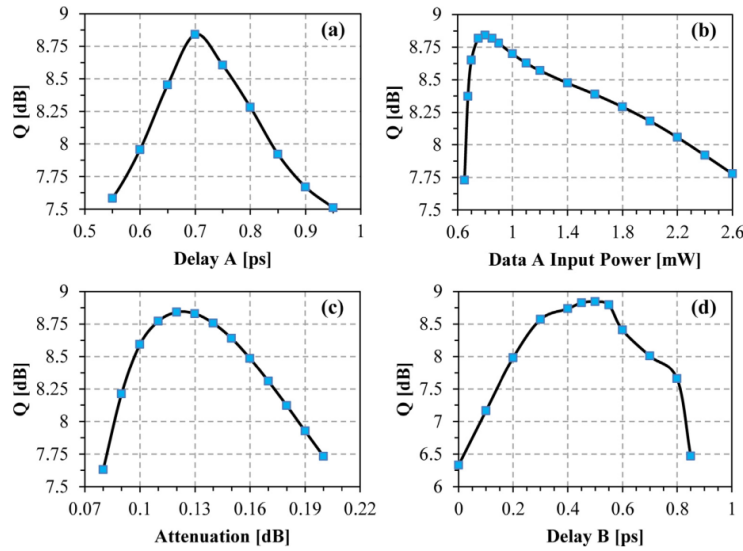 (a)
Q [dB]
9
8.75
8.5
8.25
8
7.75
7.5
0.5 0.6 0.7 0.8 0.9 1
Delay A [ps]
(b)
Q [dB]
9
8.75
8.5
8.25
8
7.75
7.5
0.6 1 1.4 1.8 2.2 2.6
Data A Input Power [mW]
(c)
Q [dB]
9
8.75
8.5
8.25
8
7.75
7.5
0.07 0.1 0.13 0.16 0.19 0.22
Attenuation [dB]
(d)
Q [dB]
9
8.5
8
7.5
7
6.5
6
0 0.2 0.4 0.6 0.8 1
Delay B [ps]